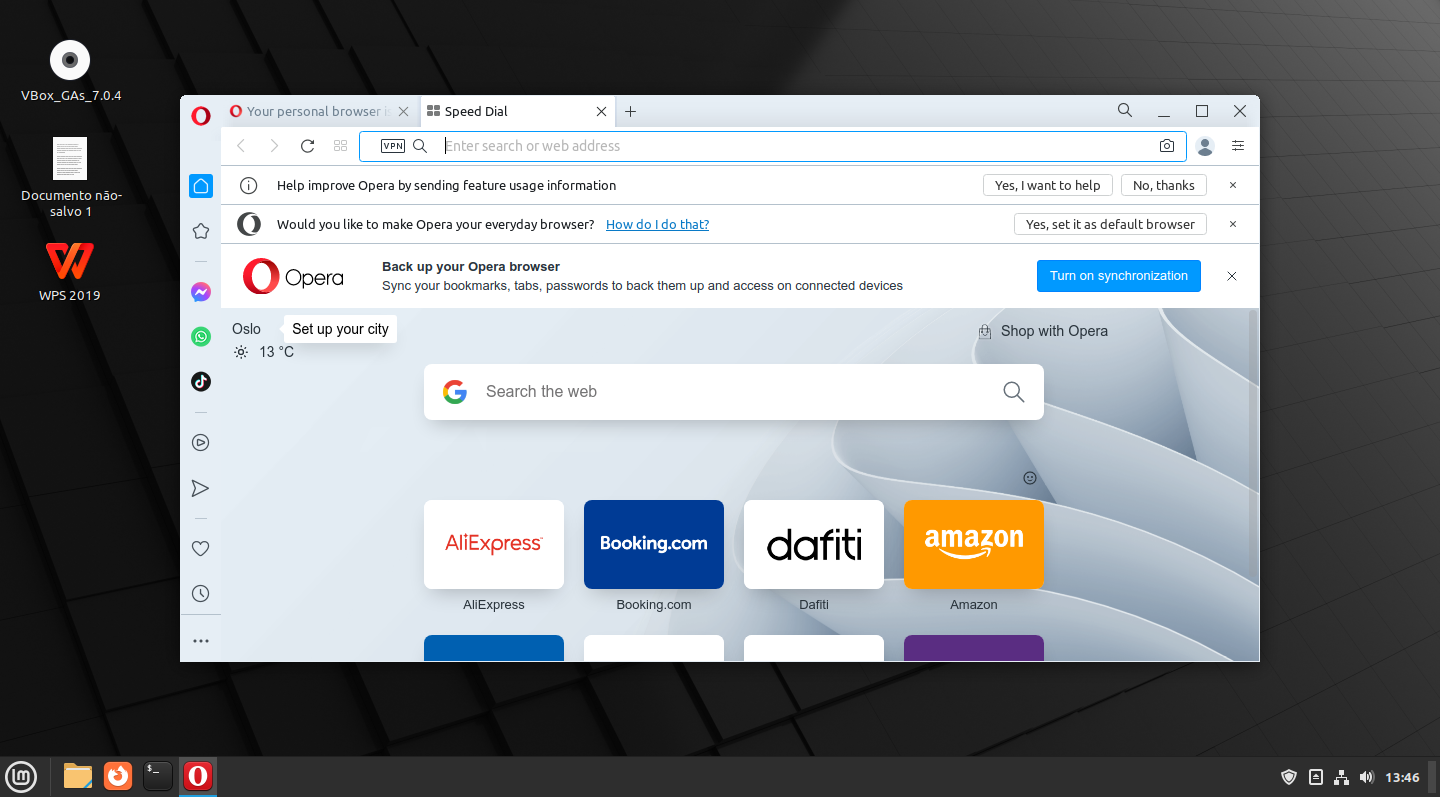 VBox_GAs_7.0.4
Documento não-
salvo 1
WPS 2019
Your personal browser i
Speed Dial
VPN
Enter search or web address
Help improve Opera by sending feature usage information
Yes, I want to help
No, thanks
Would you like to make Opera your everyday browser?
How do I do that?
Yes, set it as default browser
Opera
Back up your Opera browser
Sync your bookmarks, tabs, passwords to back them up and access on connected devices
Turn on synchronization
Oslo
Set up your city
13 °C
Shop with Opera
Search the web
AliExpress
Booking.com
dafiti
amazon
AliExpress
Booking.com
Dafiti
Amazon
$_
13:46